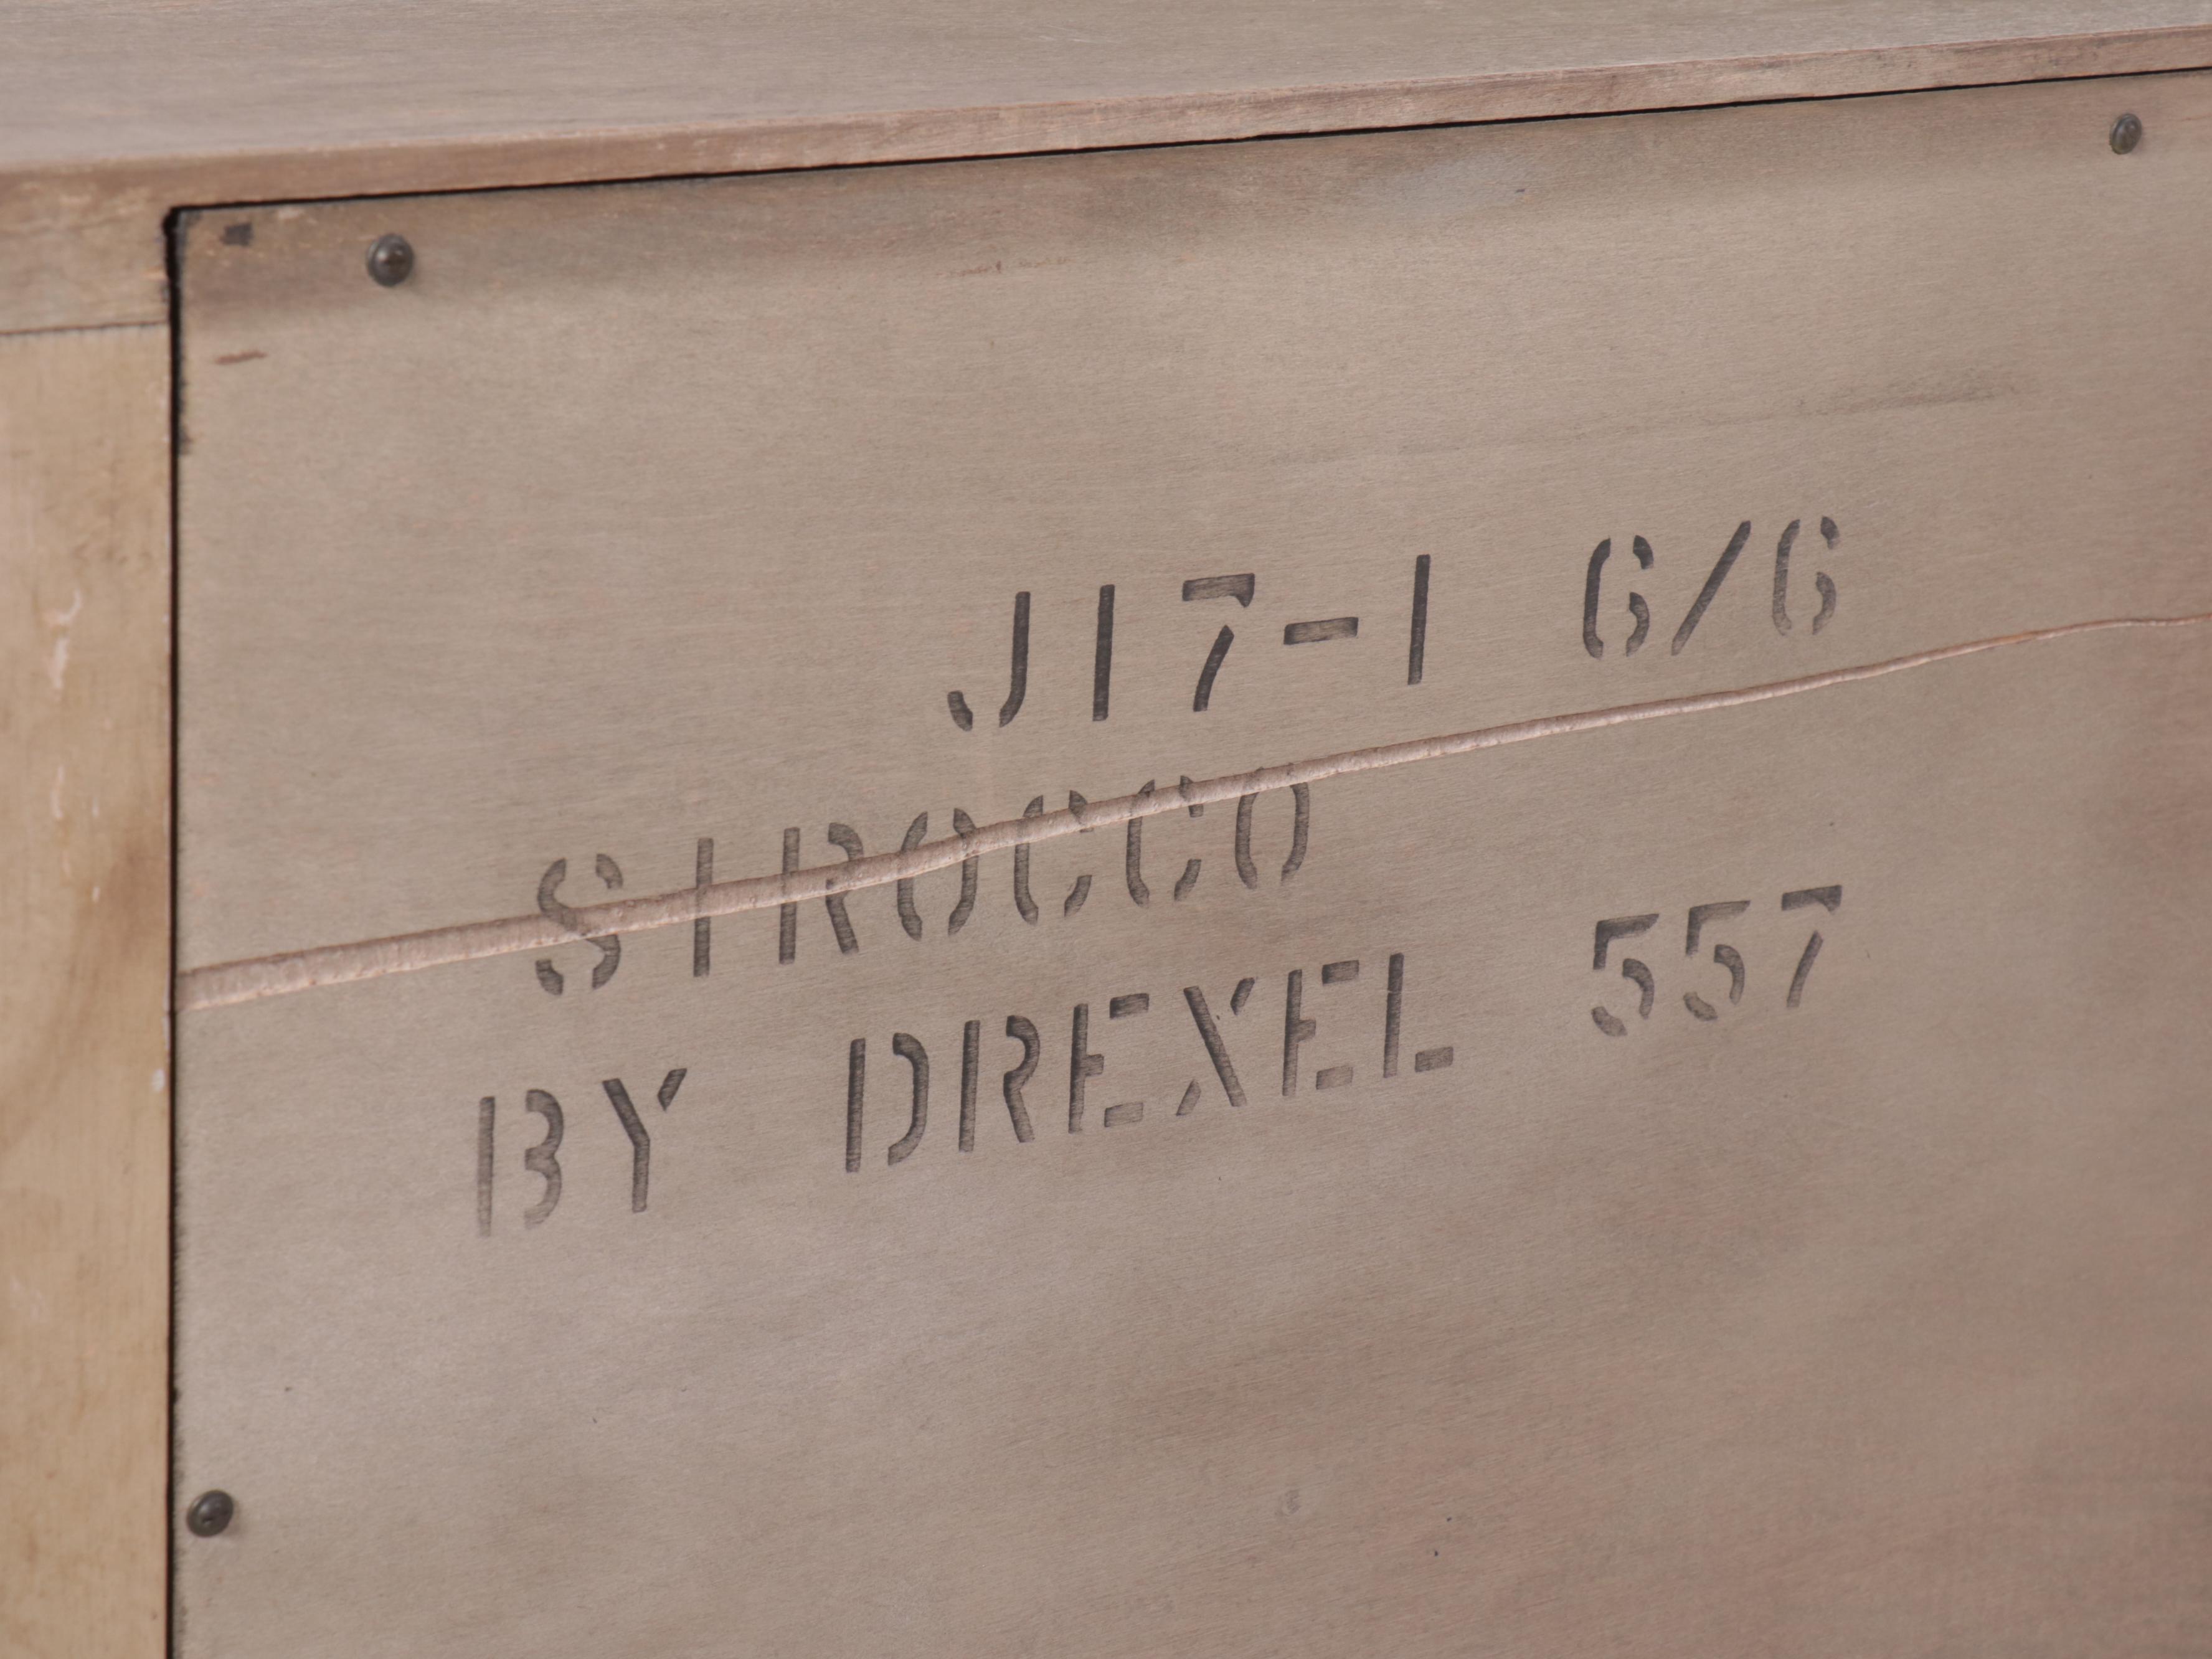 J17-1 6/6
SIROCCO
BY DREXEL 557